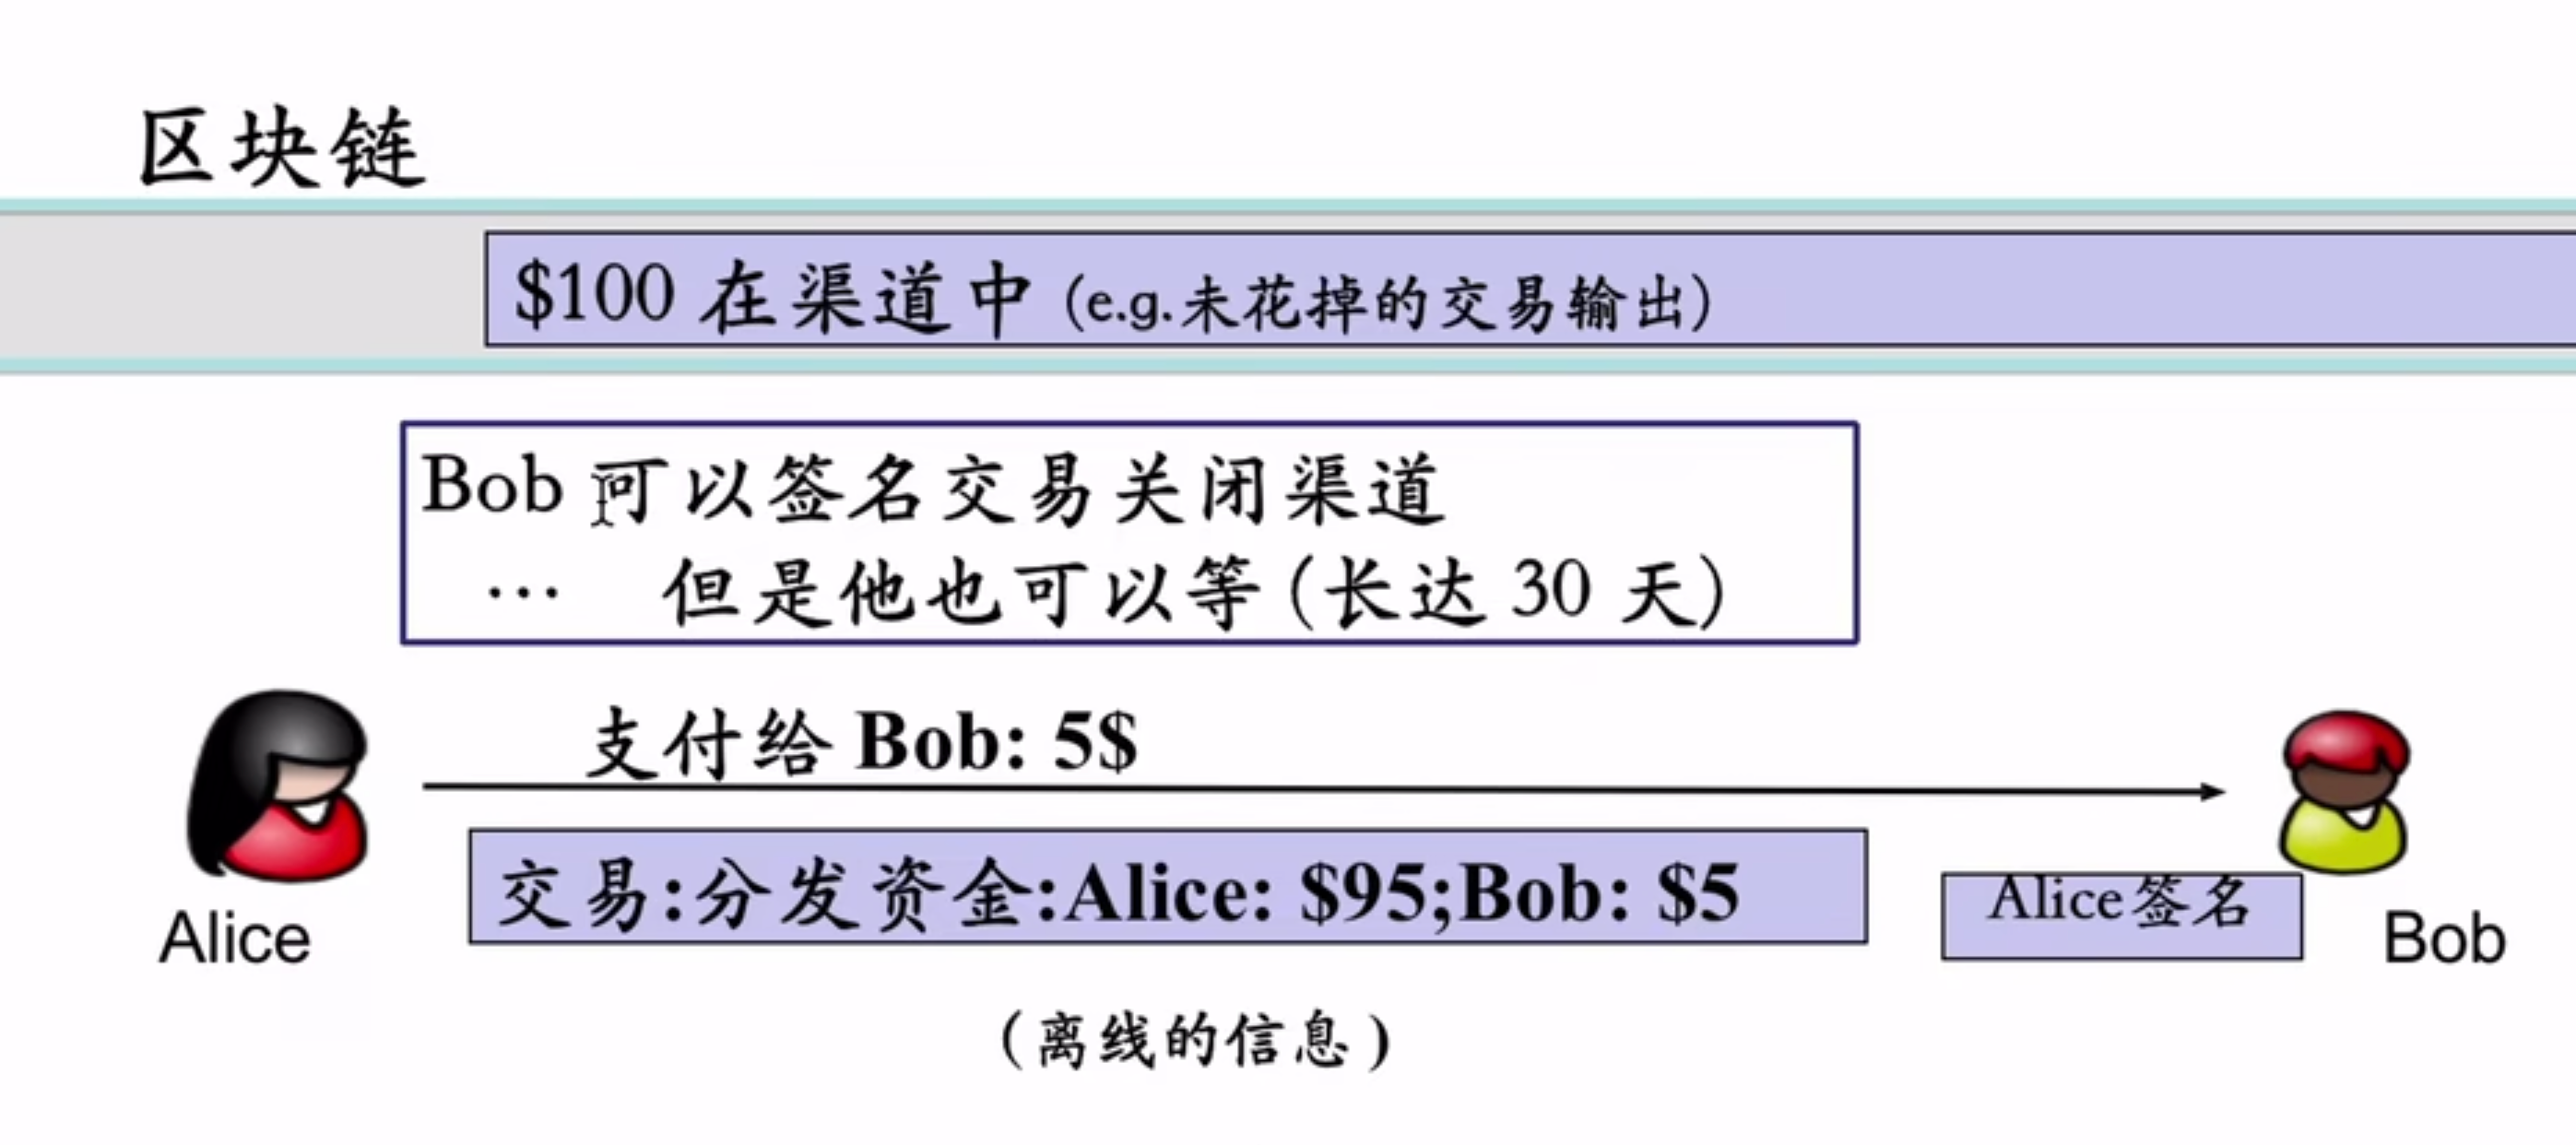 区块链
$100 在渠道中 (e.g.未花掉的交易输出)
Bob 可以签名交易关闭渠道
… 但是他也可以等(长达 30 天)
支付给 Bob: 5$
交易:分发资金:Alice: $95;Bob: $5
Alice签名
Alice
Bob
(离线的信息)